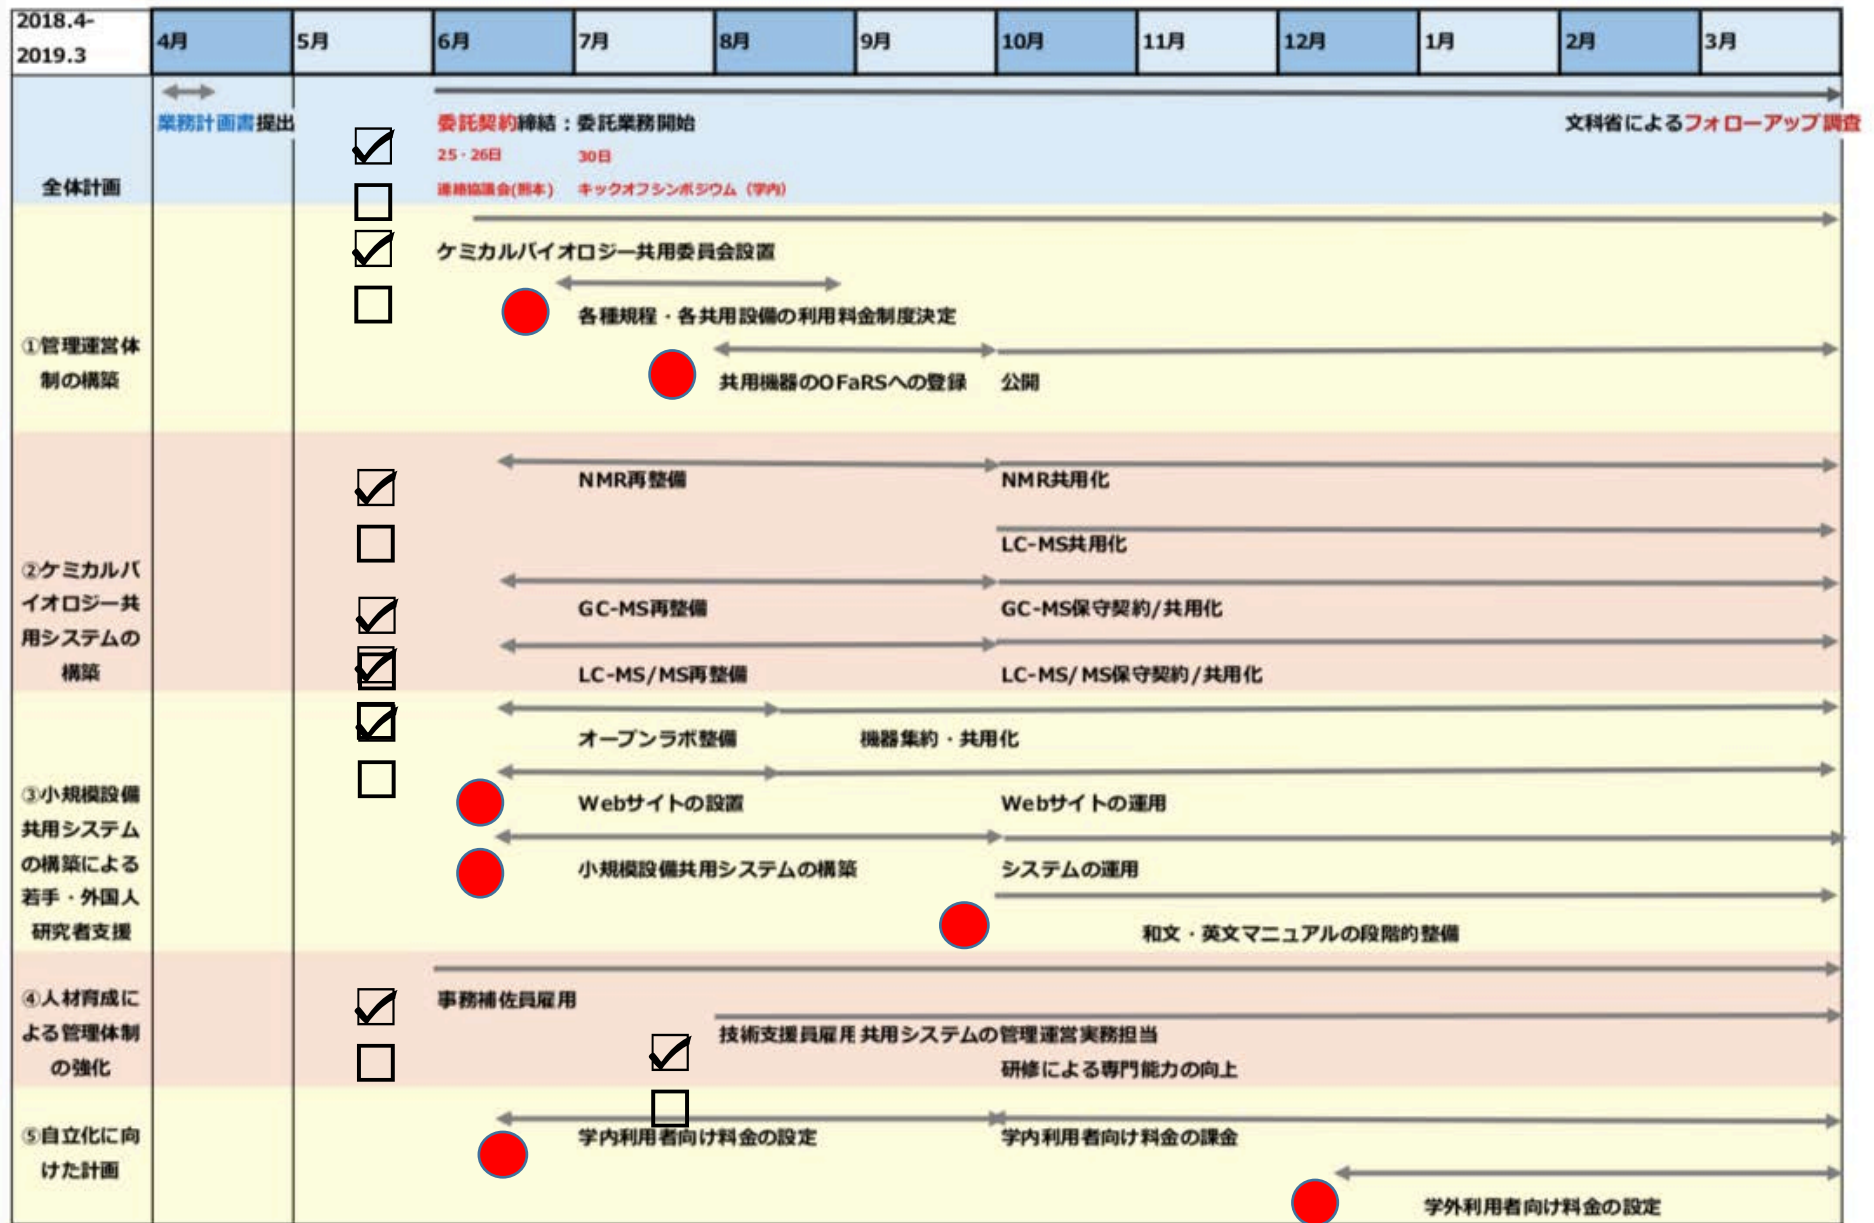 2018.4-
2019.3
4月 5月 6月 7月 8月 9月 10月 11月 12月 1月 2月 3月
全体計画
業務計画書提出
委託契約締結：委託業務開始
文科省によるフォローアップ調査
25・26日 30日
連絡協議会(熊本) キックオフシンポジウム（学内）
①管理運営体
制の構築
ケミカルバイオロジー共用委員会設置
各種規程・各共用設備の利用料金制度決定
共用機器のOFaRSへの登録 公開
②ケミカルバ
イオロジー共
用システムの
構築
NMR再整備 NMR共用化
LC-MS共用化
GC-MS再整備 GC-MS保守契約/共用化
LC-MS/MS再整備 LC-MS/MS保守契約/共用化
③小規模設備
共用システム
の構築による
若手・外国人
研究者支援
オープンラボ整備 機器集約・共用化
Webサイトの設置 Webサイトの運用
小規模設備共用システムの構築 システムの運用
和文・英文マニュアルの段階的整備
④人材育成に
よる管理体制
の強化
事務補佐員雇用
技術支援員雇用 共用システムの管理運営実務担当
研修による専門能力の向上
⑤自立化に向
けた計画
学内利用者向け料金の設定 学内利用者向け料金の課金
学外利用者向け料金の設定